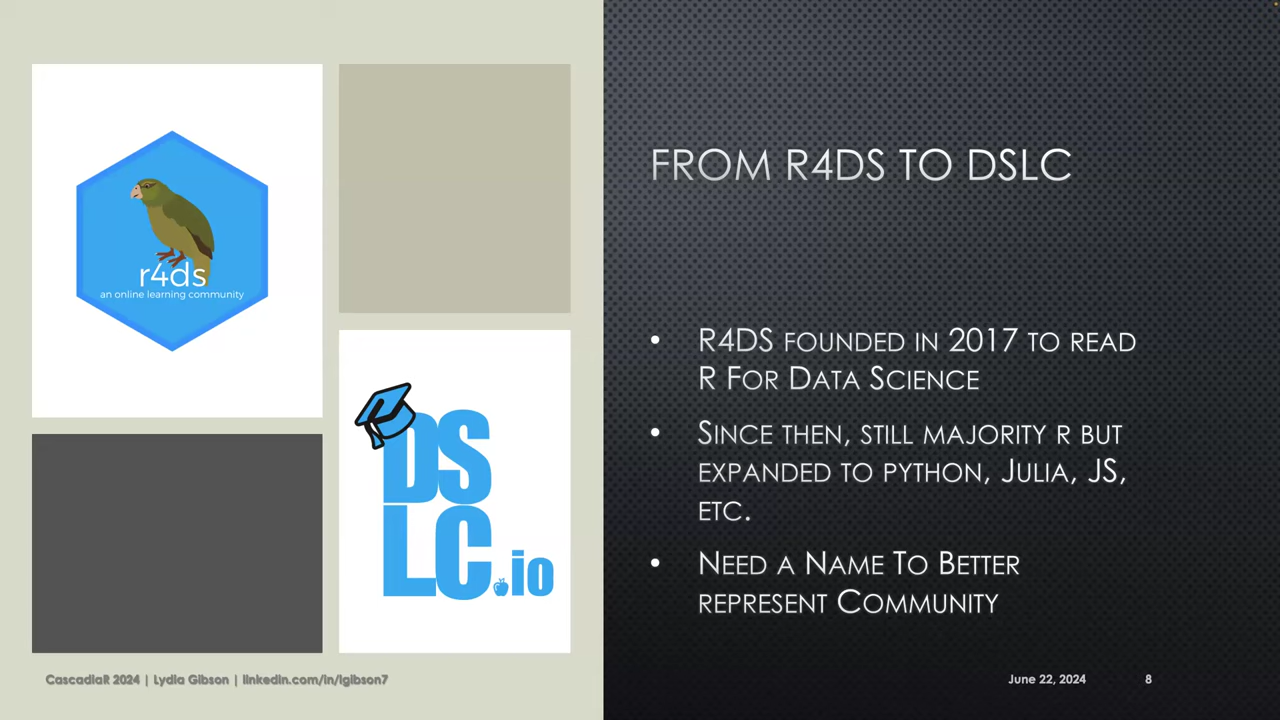 r4ds
an online learning community
DS
LC.io
FROM R4DS TO DSLC
• R4DS FOUNDED IN 2017 TO READ
R FOR DATA SCIENCE
• SINCE THEN, STILL MAJORITY R BUT
EXPANDED TO PYTHON, JULIA, JS,
ETC.
• NEED A NAME TO BETTER
REPRESENT COMMUNITY
CascadiaR 2024 | Lydia Gibson | linkedin.com/in/lgibson7
June 22, 2024
8